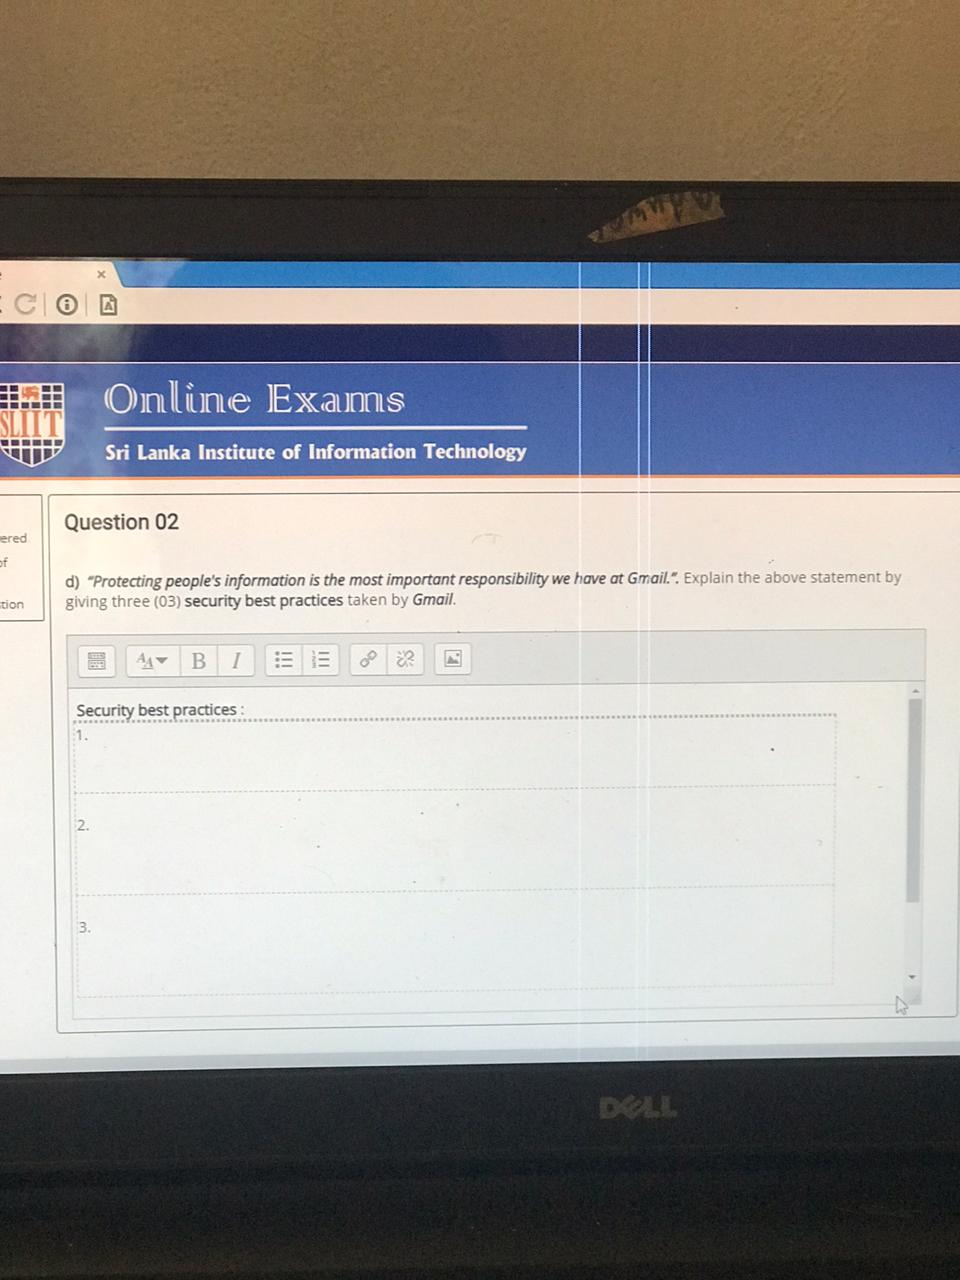 Online Exams
SLIIT
Sri Lanka Institute of Information Technology
Question 02
ered
of
tion
d) “Protecting people's information is the most important responsibility we have at Gmail.”. Explain the above statement by
giving three (03) security best practices taken by Gmail.
B I
Security best practices :
1.
2.
3.
DELL